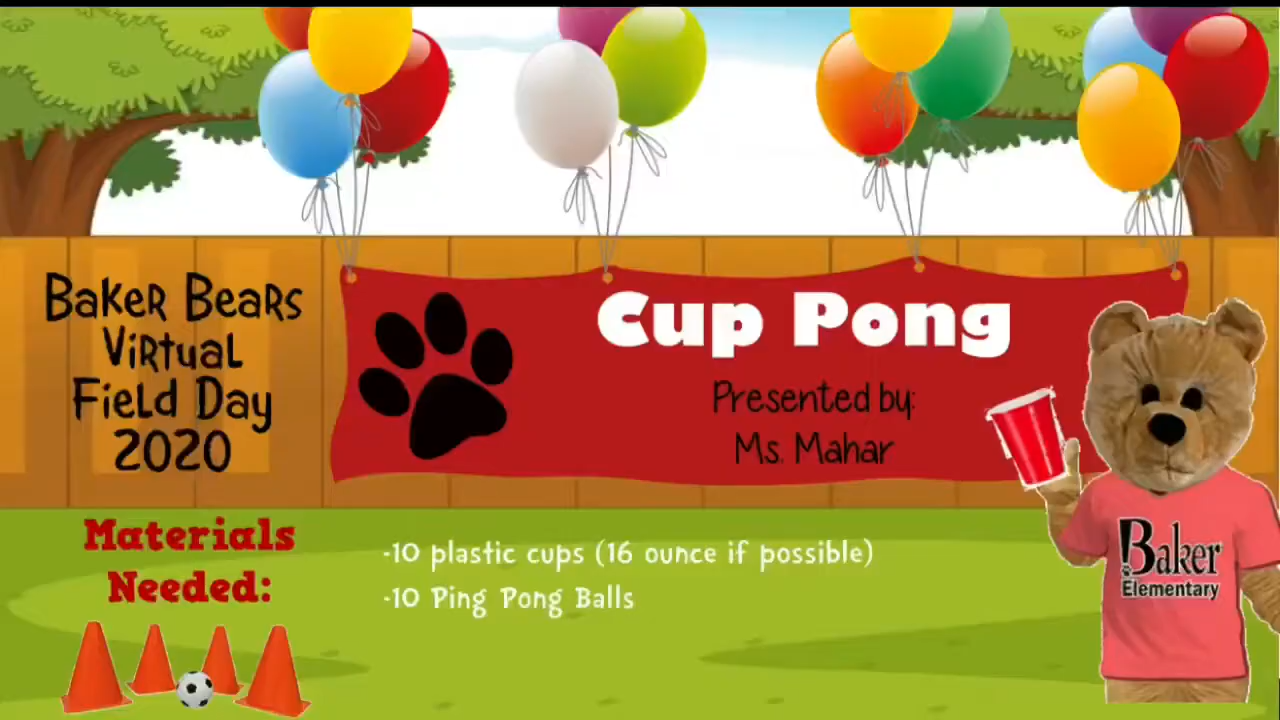 Baker Bears
Virtual
Field Day
2020
Cup Pong
Presented by:
Ms. Mahar
Materials
Needed:
-10 plastic cups (16 ounce if possible)
-10 Ping Pong Balls
Baker
Elementary